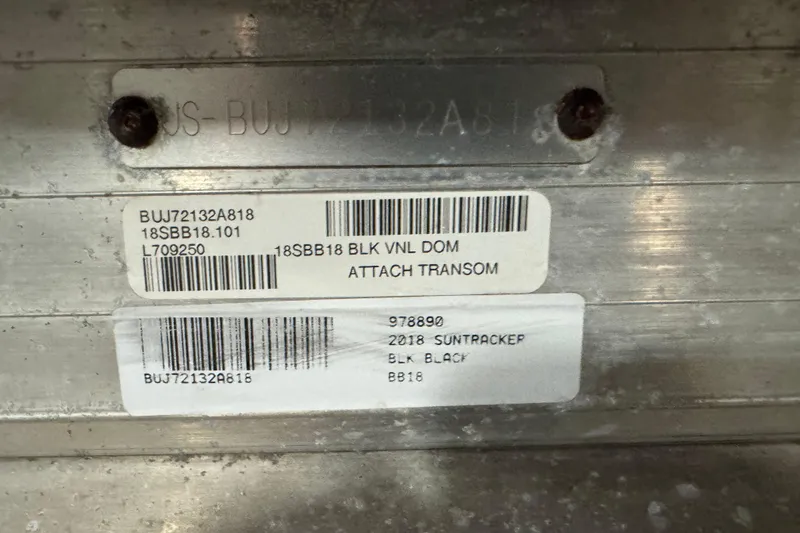 US-BUJ72132A818
BUJ72132A818
18SBB18.101
L709250
18SBB18 BLK VNL DOM
ATTACH TRANSOM
978890
2018 SUNTRACKER
BLK BLACK
BUJ72132A818
BB18